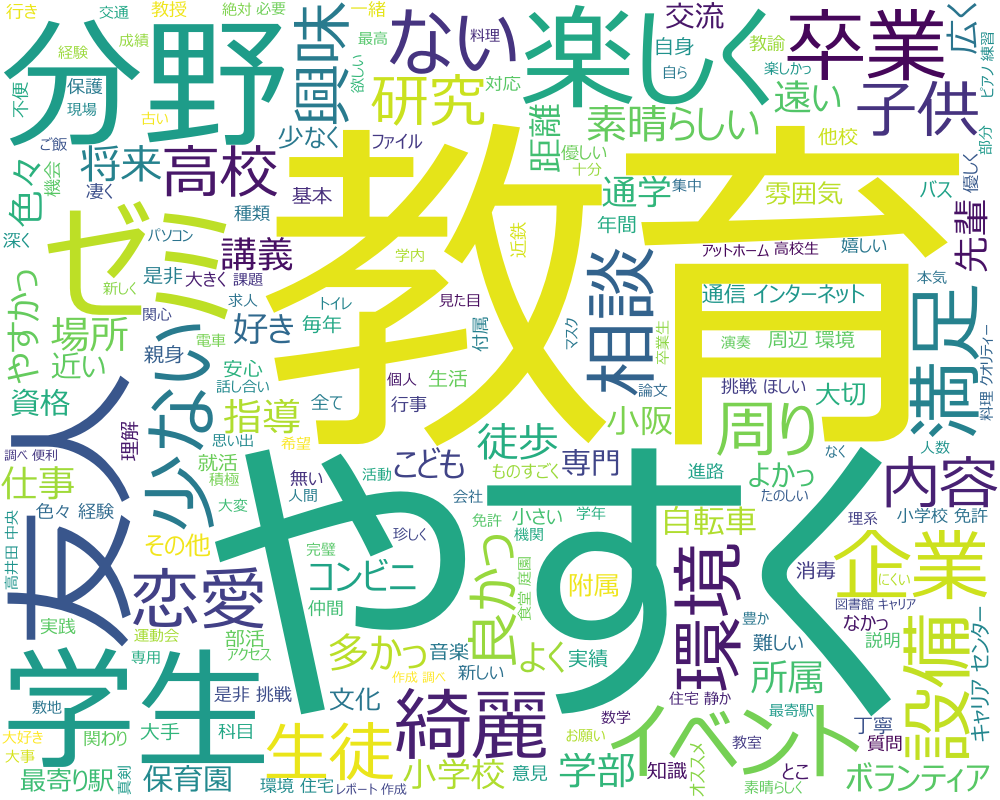 行き
交通
教授
絶対 必要
一緒
分野
経験
成績
保護
現場
不便
古い
ご飯
興味
最高
欲しい
ない
料理
交流
自身
自ら
研究
対応
少なく
ファイル
楽しく
教諭
楽しかっ
卒業
広く
ピアノ 練習
遠い
子供
部分
素晴らしい
距離
優しい
十分
他校
優しく
バス
色々
機会
凄く
将来
高校
基本
通学
集中
雰囲気
先輩
深く
パソコン
種類
教育
近鉄
年間
アットホーム
高校生
嬉しい
ゼミ
講義
学内
是非
大きく
課題
新しく
関心
求人
トイレ
見た目
相談
通信 インターネット
本気
満足
やすかっ
場所
電車
好き
毎年
付属
マスク
卒業生
演奏
周辺 環境
料理 クオリティー
近い
親身
少ない
安心
話し合い
個人
生活
論文
挑戦 ほしい
大切
資格
理解
指導
全て
行事
小阪
周り
友人
調べ 便利
思い出
希望
徒歩
人数
なく
仕事
就活
積極
無い
人間
活動
こども
ものすごく
専門
進路
よかっ
たのしい
内容
高井田 中央
色々 経験
大変
やすく
会社
免許
小さい
学年
機関
自転車
理系
小学校 免許
その他
完璧
珍しく
良かっ
食堂 庭園
附属
環境
消毒
企業
にくい
恋愛
コンビニ
仲間
図書館 キャリア
実践
運動会
部活
アクセス
多かっ
音楽
よく
実績
豊か
難しい
なかっ
説明
設備
キャリア センター
学生
専用
是非 挑戦
文化
作成 調べ
新しい
住宅 静か
所属
最寄駅
丁寧
敷地
大手
科目
生徒
綺麗
数学
イベント
お願い
教室
質問
大好き
関わり
大事
真剣
最寄り駅
保育園
環境 住宅
レポート 作成
小学校
意見
学部
知識
オススメ
とこ
素晴らしく
ボランティア